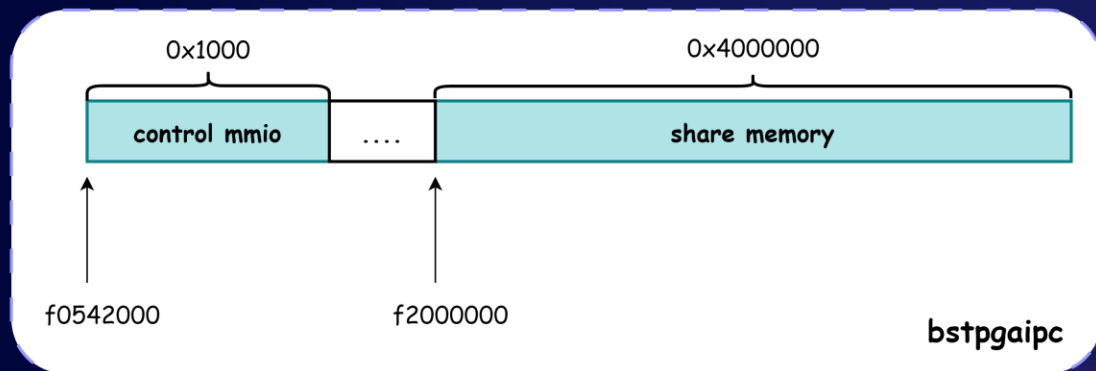 0x1000
0x4000000
control mmio
....
share memory
f0542000
f2000000
bstpgaipc